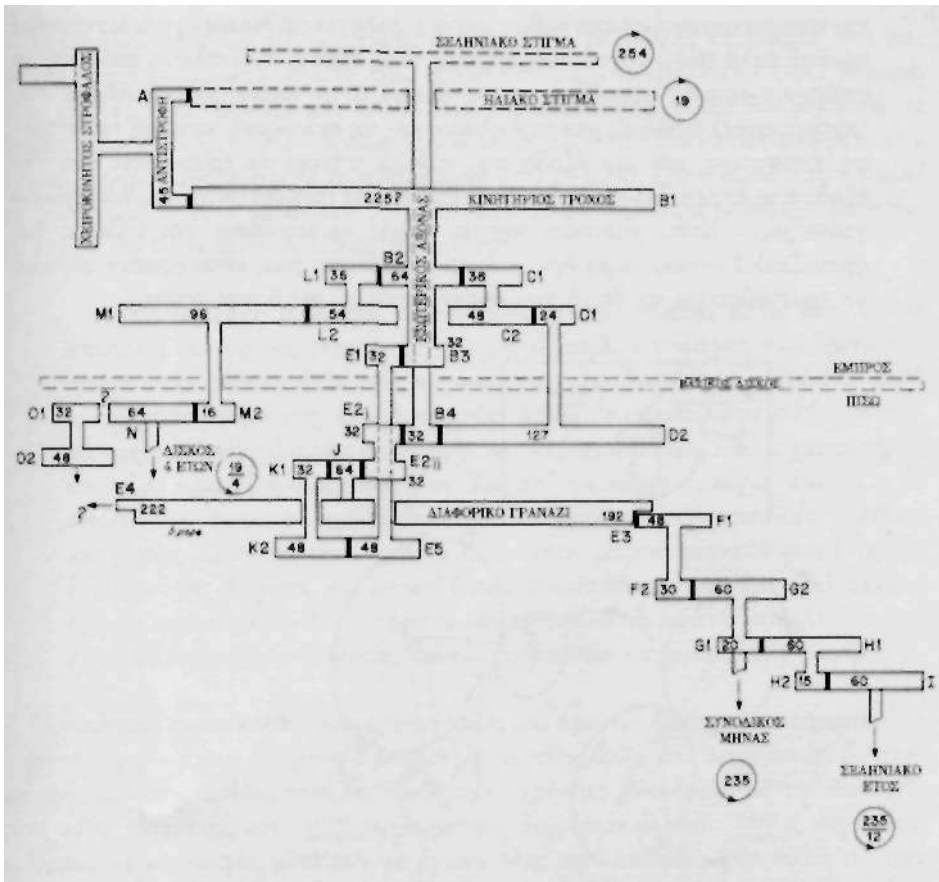 ΣΕΛΗΝΙΑΚΟ ΣΤΙΓΜΑ
254
ΧΕΙΡΟΚΙΝΗΤΟΣ ΣΤΡΟΦΑΛΟΣ
A
ΗΛΙΑΚΟ ΣΤΙΓΜΑ
19
ΑΝΤΙΣΤΡΟΦΗ
45
225?
ΚΙΝΗΤΗΡΙΟΣ ΤΡΟΧΟΣ
B1
ΑΞΟΝΑΣ
B2
L1
36
64
38
C1
M1
96
54
48
24
D1
L2
C2
32
E1
32
B3
ΕΜΠΡΟΣ
ΔΙΣΚΟΣ
ΠΙΣΩ
O1
32
?
64
16
M2
E2i
B4
N
32
32
127
D2
O2
48
ΔΙΣΚΟΣ
4 ΕΤΩΝ
19
4
J
K1
32
64
E2ii
32
E4
?
222
ΔΙΑΦΟΡΙΚΟ ΓΡΑΝΑΖΙ
192
48
F1
E3
K2
48
48
E5
F2
30
60
G2
G1
20
60
H1
H2
15
60
I
ΣΥΝΟΔΙΚΟΣ
ΜΗΝΑΣ
235
ΣΕΛΗΝΙΑΚΟ
ΕΤΟΣ
235
12